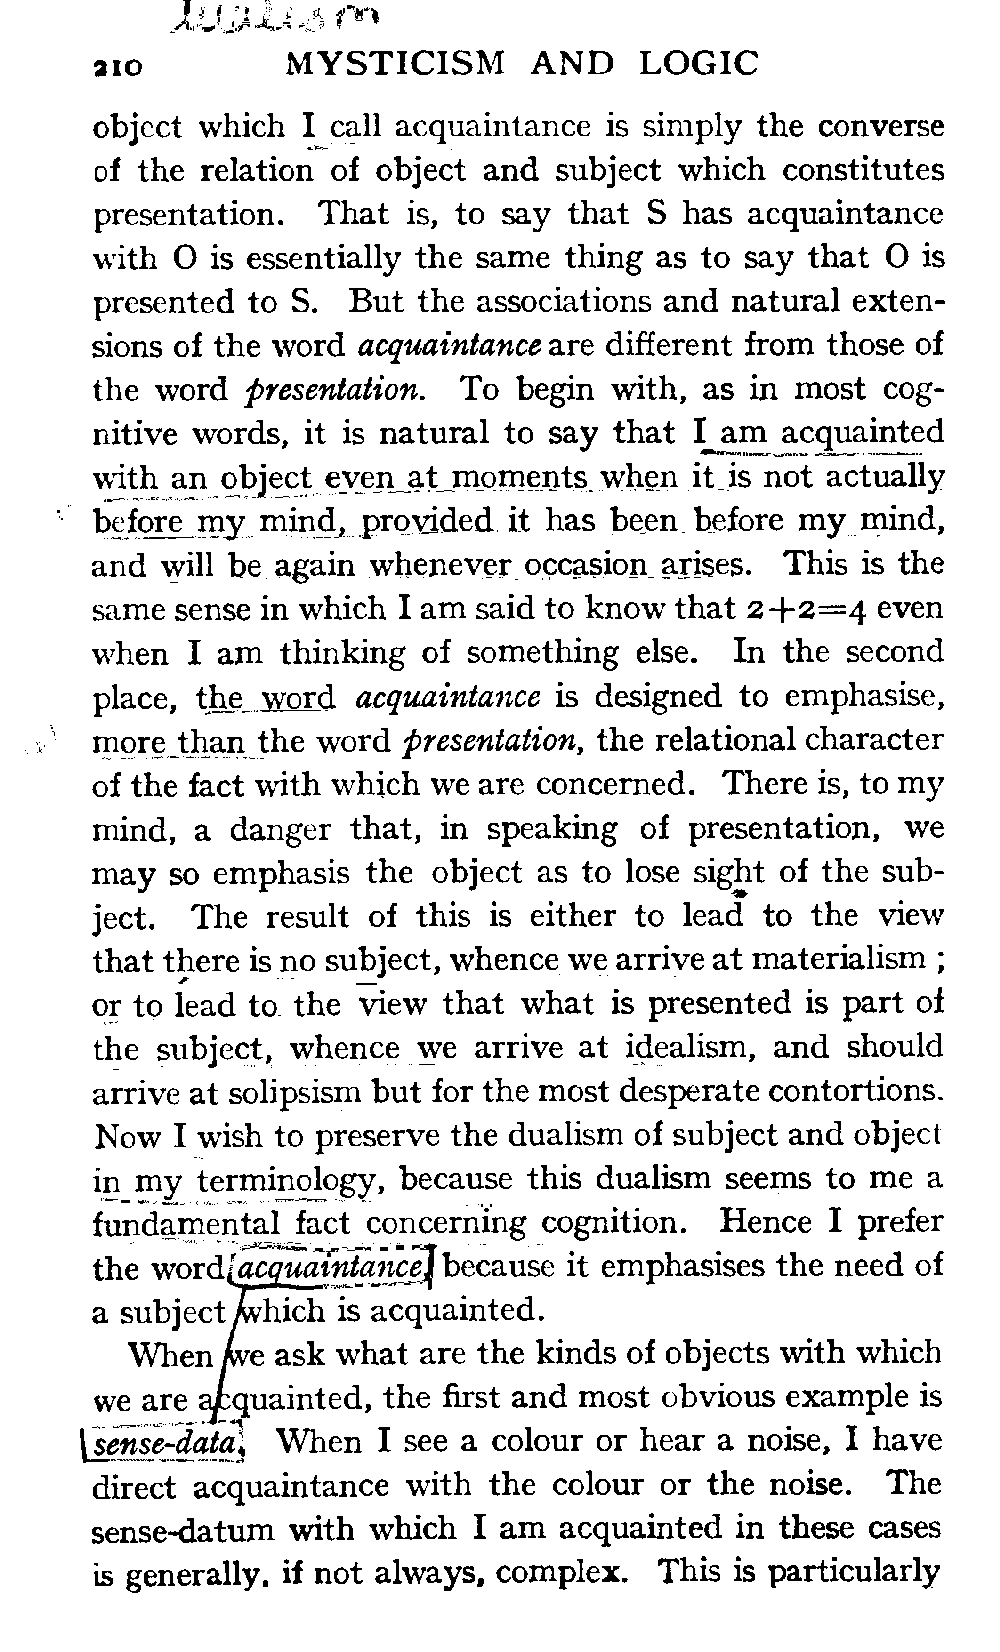 dualism
210 MYSTICISM AND LOGIC
object which I call acquaintance is simply the converse
of the relation of object and subject which constitutes
presentation. That is, to say that S has acquaintance
with O is essentially the same thing as to say that O is
presented to S. But the associations and natural exten-
sions of the word acquaintance are different from those of
the word presentation. To begin with, as in most cog-
nitive words, it is natural to say that I am acquainted
with an object even at moments when it is not actually
before my mind, provided it has been before my mind,
and will be again whenever occasion arises. This is the
same sense in which I am said to know that 2+2=4 even
when I am thinking of something else. In the second
place, the word acquaintance is designed to emphasise,
more than the word presentation, the relational character
of the fact with which we are concerned. There is, to my
mind, a danger that, in speaking of presentation, we
may so emphasis the object as to lose sight of the sub-
ject. The result of this is either to lead to the view
that there is no subject, whence we arrive at materialism ;
or to lead to the view that what is presented is part of
the subject, whence we arrive at idealism, and should
arrive at solipsism but for the most desperate contortions.
Now I wish to preserve the dualism of subject and object
in my terminology, because this dualism seems to me a
fundamental fact concerning cognition. Hence I prefer
the word acquaintance, because it emphasises the need of
a subject which is acquainted.
When we ask what are the kinds of objects with which
we are acquainted, the first and most obvious example is
sense-data. When I see a colour or hear a noise, I have
direct acquaintance with the colour or the noise. The
sense-datum with which I am acquainted in these cases
is generally, if not always, complex. This is particularly